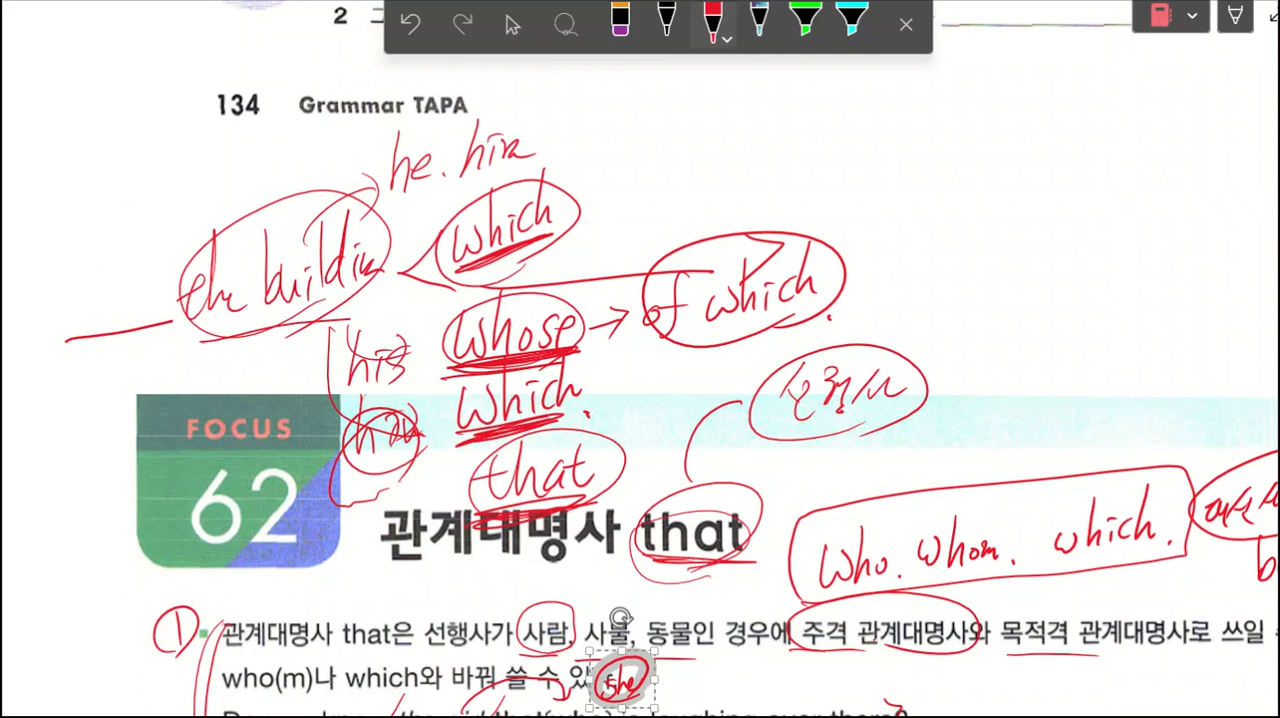 2
134 Grammar TAPA
he. him
the buildin
which
of which.
whose
his
which.
that
선행사
FOCUS
62
관계대명사 that
who. whom. which.
① 관계대명사 that은 선행사가 사람, 사물, 동물인 경우에 주격 관계대명사와 목적격 관계대명사로 쓰일
who(m)나 which와 바꿔 쓸 수 있
she